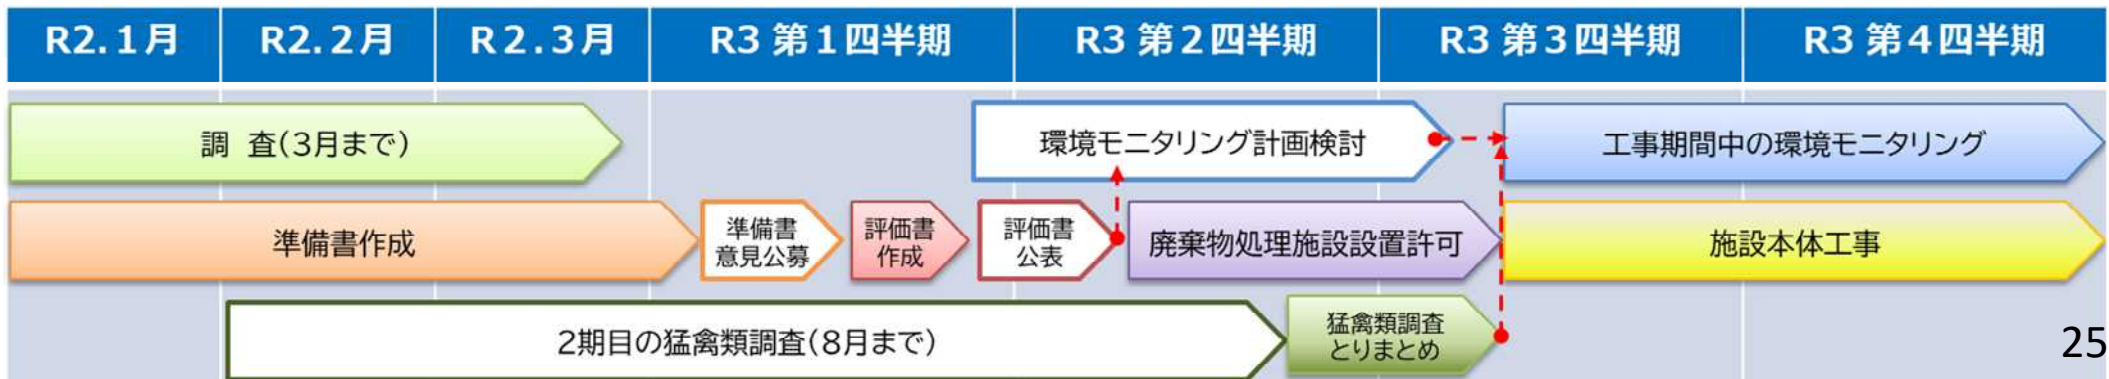 R2.1月
R2.2月
R2.3月
R3 第1四半期
R3 第2四半期
R3 第3四半期
R3 第4四半期
調 査(3月まで)
環境モニタリング計画検討
工事期間中の環境モニタリング
準備書作成
準備書
意見公募
評価書
作成
評価書
公表
廃棄物処理施設設置許可
施設本体工事
2期目の猛禽類調査(8月まで)
猛禽類調査
とりまとめ
25